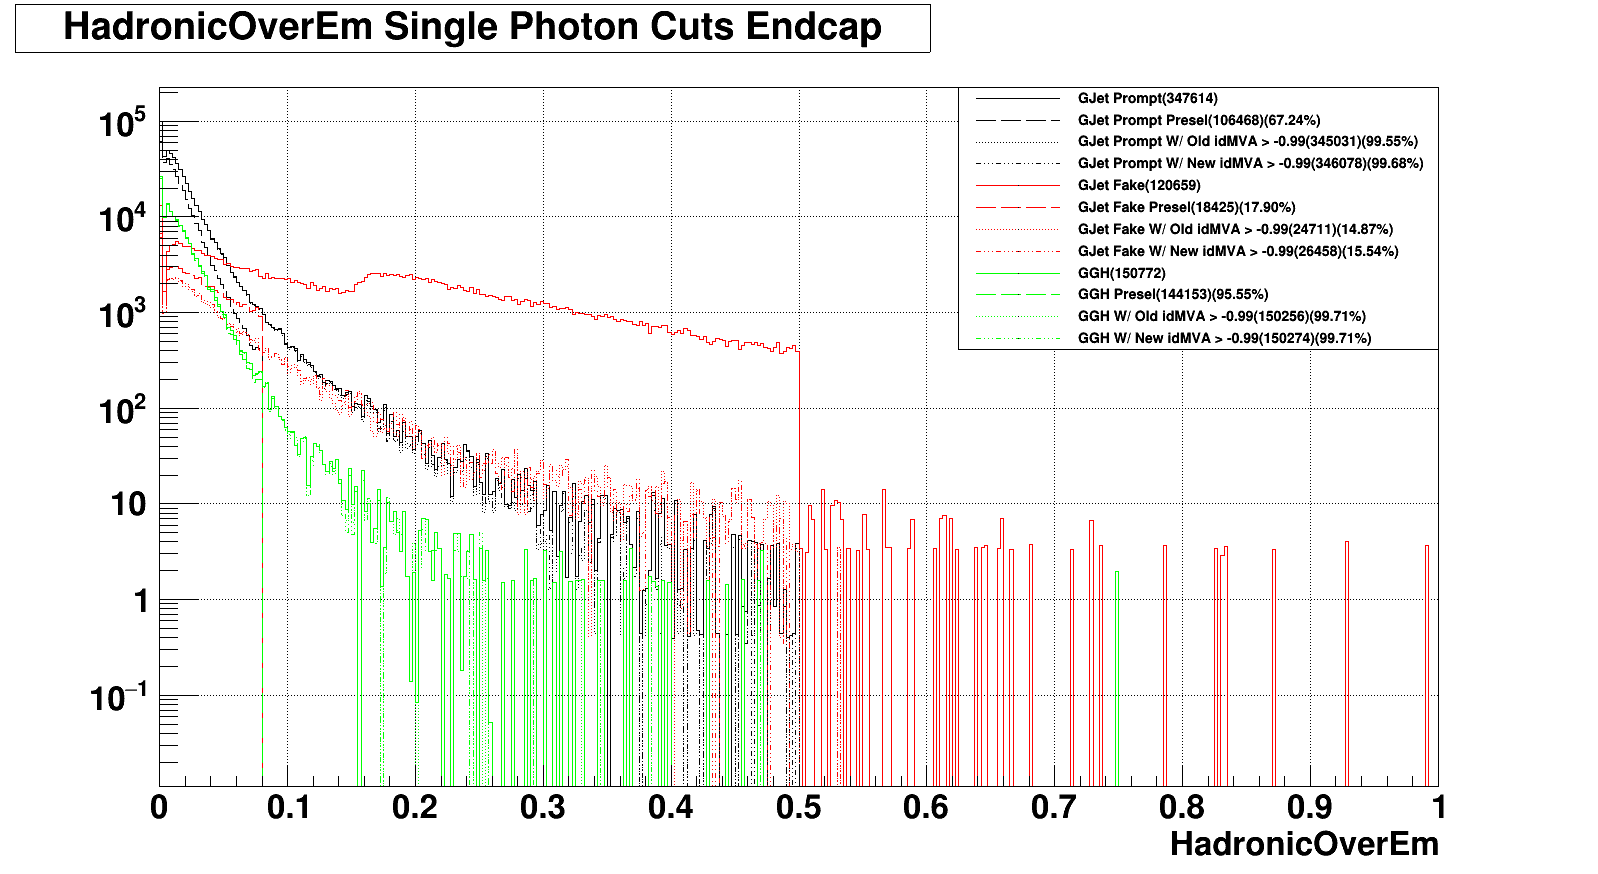 HadronicOverEm Single Photon Cuts Endcap
GJet Prompt(347614)
GJet Prompt Presel(106468)(67.24%)
GJet Prompt W/ Old idMVA > -0.99(345031)(99.55%)
GJet Prompt W/ New idMVA > -0.99(346078)(99.68%)
GJet Fake(120659)
GJet Fake Presel(18425)(17.90%)
GJet Fake W/ Old idMVA > -0.99(24711)(14.87%)
GJet Fake W/ New idMVA > -0.99(26458)(15.54%)
GGH(150772)
GGH Presel(144153)(95.55%)
GGH W/ Old idMVA > -0.99(150256)(99.71%)
GGH W/ New idMVA > -0.99(150274)(99.71%)
10^5
10^4
10^3
10^2
10
1
10^−1
0 0.1 0.2 0.3 0.4 0.5 0.6 0.7 0.8 0.9 1
HadronicOverEm